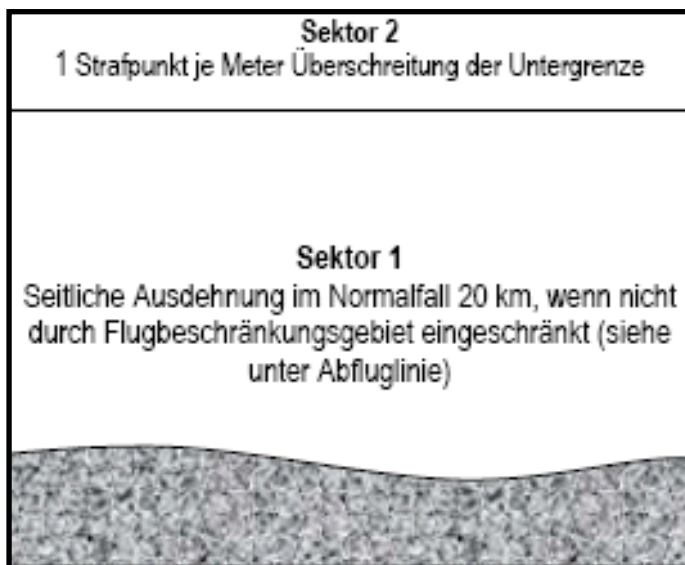 Sektor 2
1 Strafpunkt je Meter Überschreitung der Untergrenze
Sektor 1
Seitliche Ausdehnung im Normalfall 20 km, wenn nicht
durch Flugbeschränkungsgebiet eingeschränkt (siehe
unter Abfluglinie)